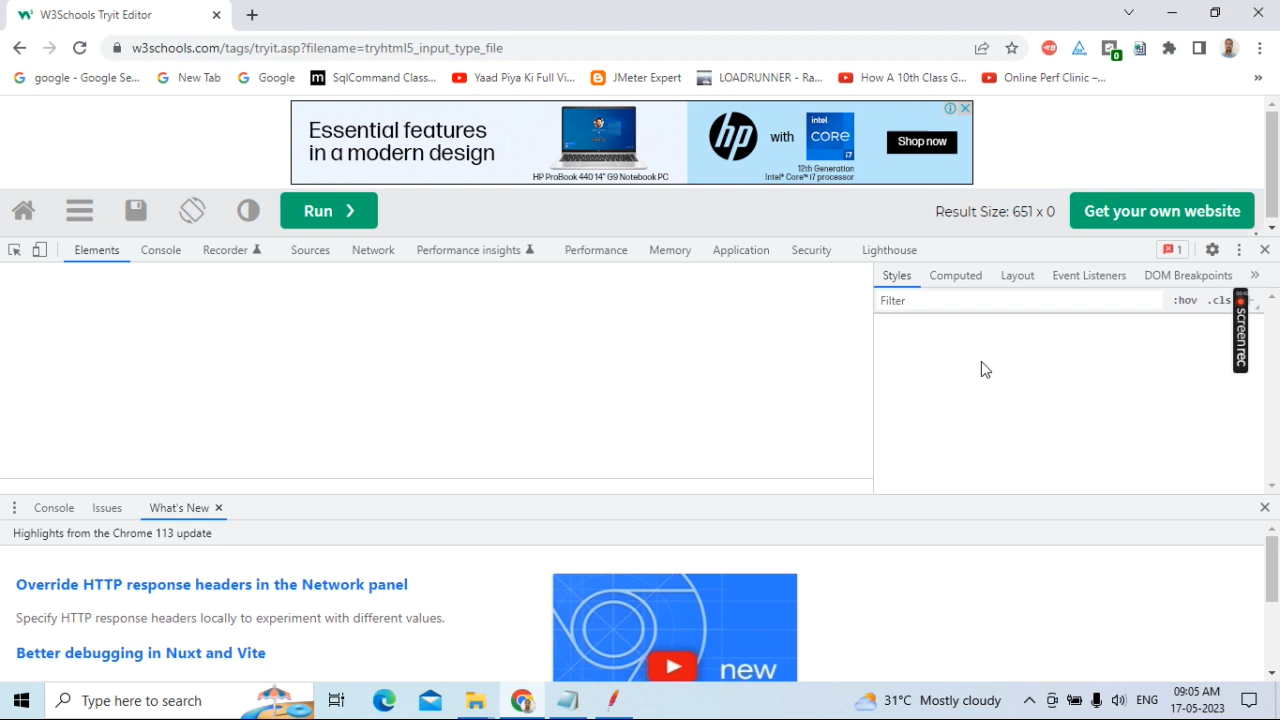 W3Schools Tryit Editor
w3schools.com/tags/tryit.asp?filename=tryhtml5_input_type_file
0
google - Google Se... New Tab Google SqlCommand Class... Yaad Piya Ki Full Vi... JMeter Expert LOADRUNNER - Ra... How A 10th Class G... Online Perf Clinic –... »
Essential features
in a modern design
HP ProBook 440 14" G9 Notebook PC
hp with intel CORE i7
12th Generation
Intel® Core™ i7 processor
Shop now
Run ❯ Result Size: 651 x 0 Get your own website
Elements Console Recorder Sources Network Performance insights Performance Memory Application Security Lighthouse 1
Styles Computed Layout Event Listeners DOM Breakpoints »
Filter :hov .cls
screenrec
Console Issues What's New
Highlights from the Chrome 113 update
Override HTTP response headers in the Network panel
Specify HTTP response headers locally to experiment with different values.
Better debugging in Nuxt and Vite
new
Type here to search
31°C Mostly cloudy
ENG
09:05 AM
17-05-2023